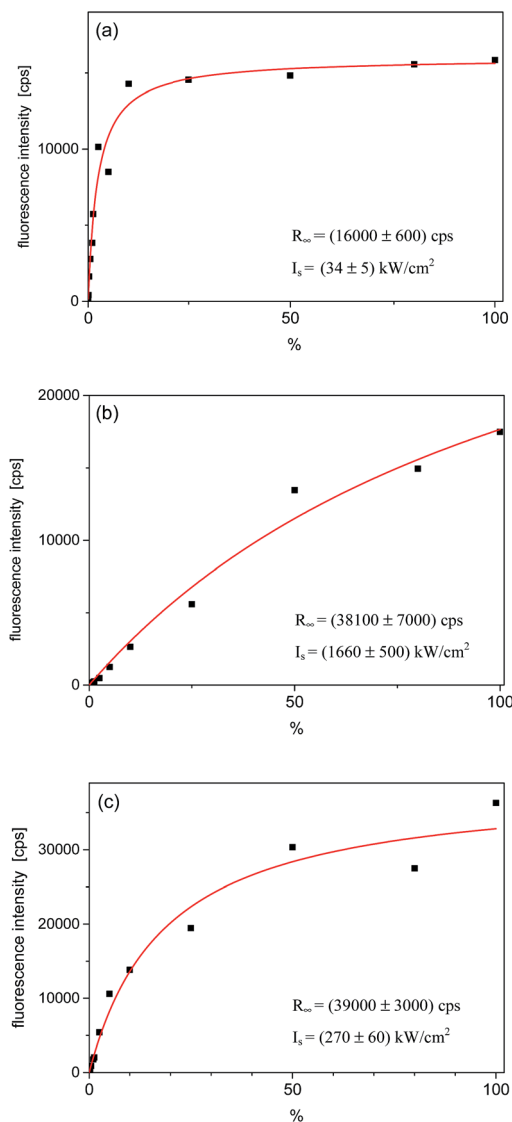 (a)
fluorescence intensity [cps]
10000
0
R∞ = (16000 ± 600) cps
Is = (34 ± 5) kW/cm²
0 50 100
%
(b)
fluorescence intensity [cps]
20000
10000
0
R∞ = (38100 ± 7000) cps
Is = (1660 ± 500) kW/cm²
0 50 100
%
(c)
fluorescence intensity [cps]
30000
20000
10000
0
R∞ = (39000 ± 3000) cps
Is = (270 ± 60) kW/cm²
0 50 100
%